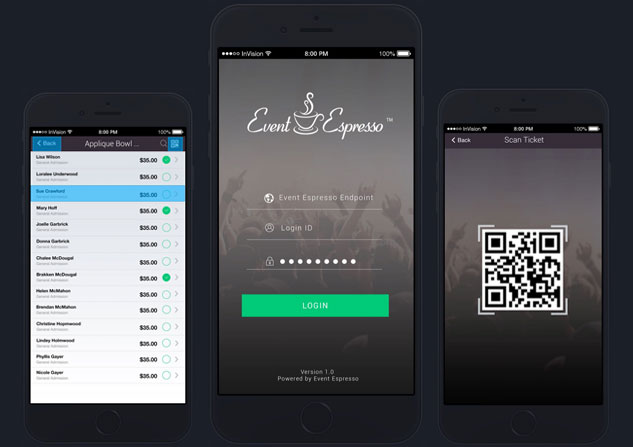 InVision 8:00 PM 100%
Back Applique Bowl ...
Lisa Wilson $35.00
General Admission
Loralee Underwood $35.00
General Admission
Sue Crawford $35.00
General Admission
Mary Hoff $35.00
General Admission
Joelle Garbrick $35.00
General Admission
Donna Garbrick $35.00
General Admission
Chalee McDougal $35.00
General Admission
Brakken McDougal $35.00
General Admission
Helen McMahon $35.00
General Admission
Brendan McMahon $35.00
General Admission
Christine Hopmwood $35.00
General Admission
Lindey Holmwood $35.00
General Admission
Phyllis Gayer $35.00
General Admission
Nicole Gayer $35.00
General Admission
InVision 8:00 PM 100%
Event Espresso™
Event Espresso Endpoint
Login ID
LOGIN
Version 1.0
Powered by Event Espresso
InVision 8:00 PM 100%
Back Scan Ticket